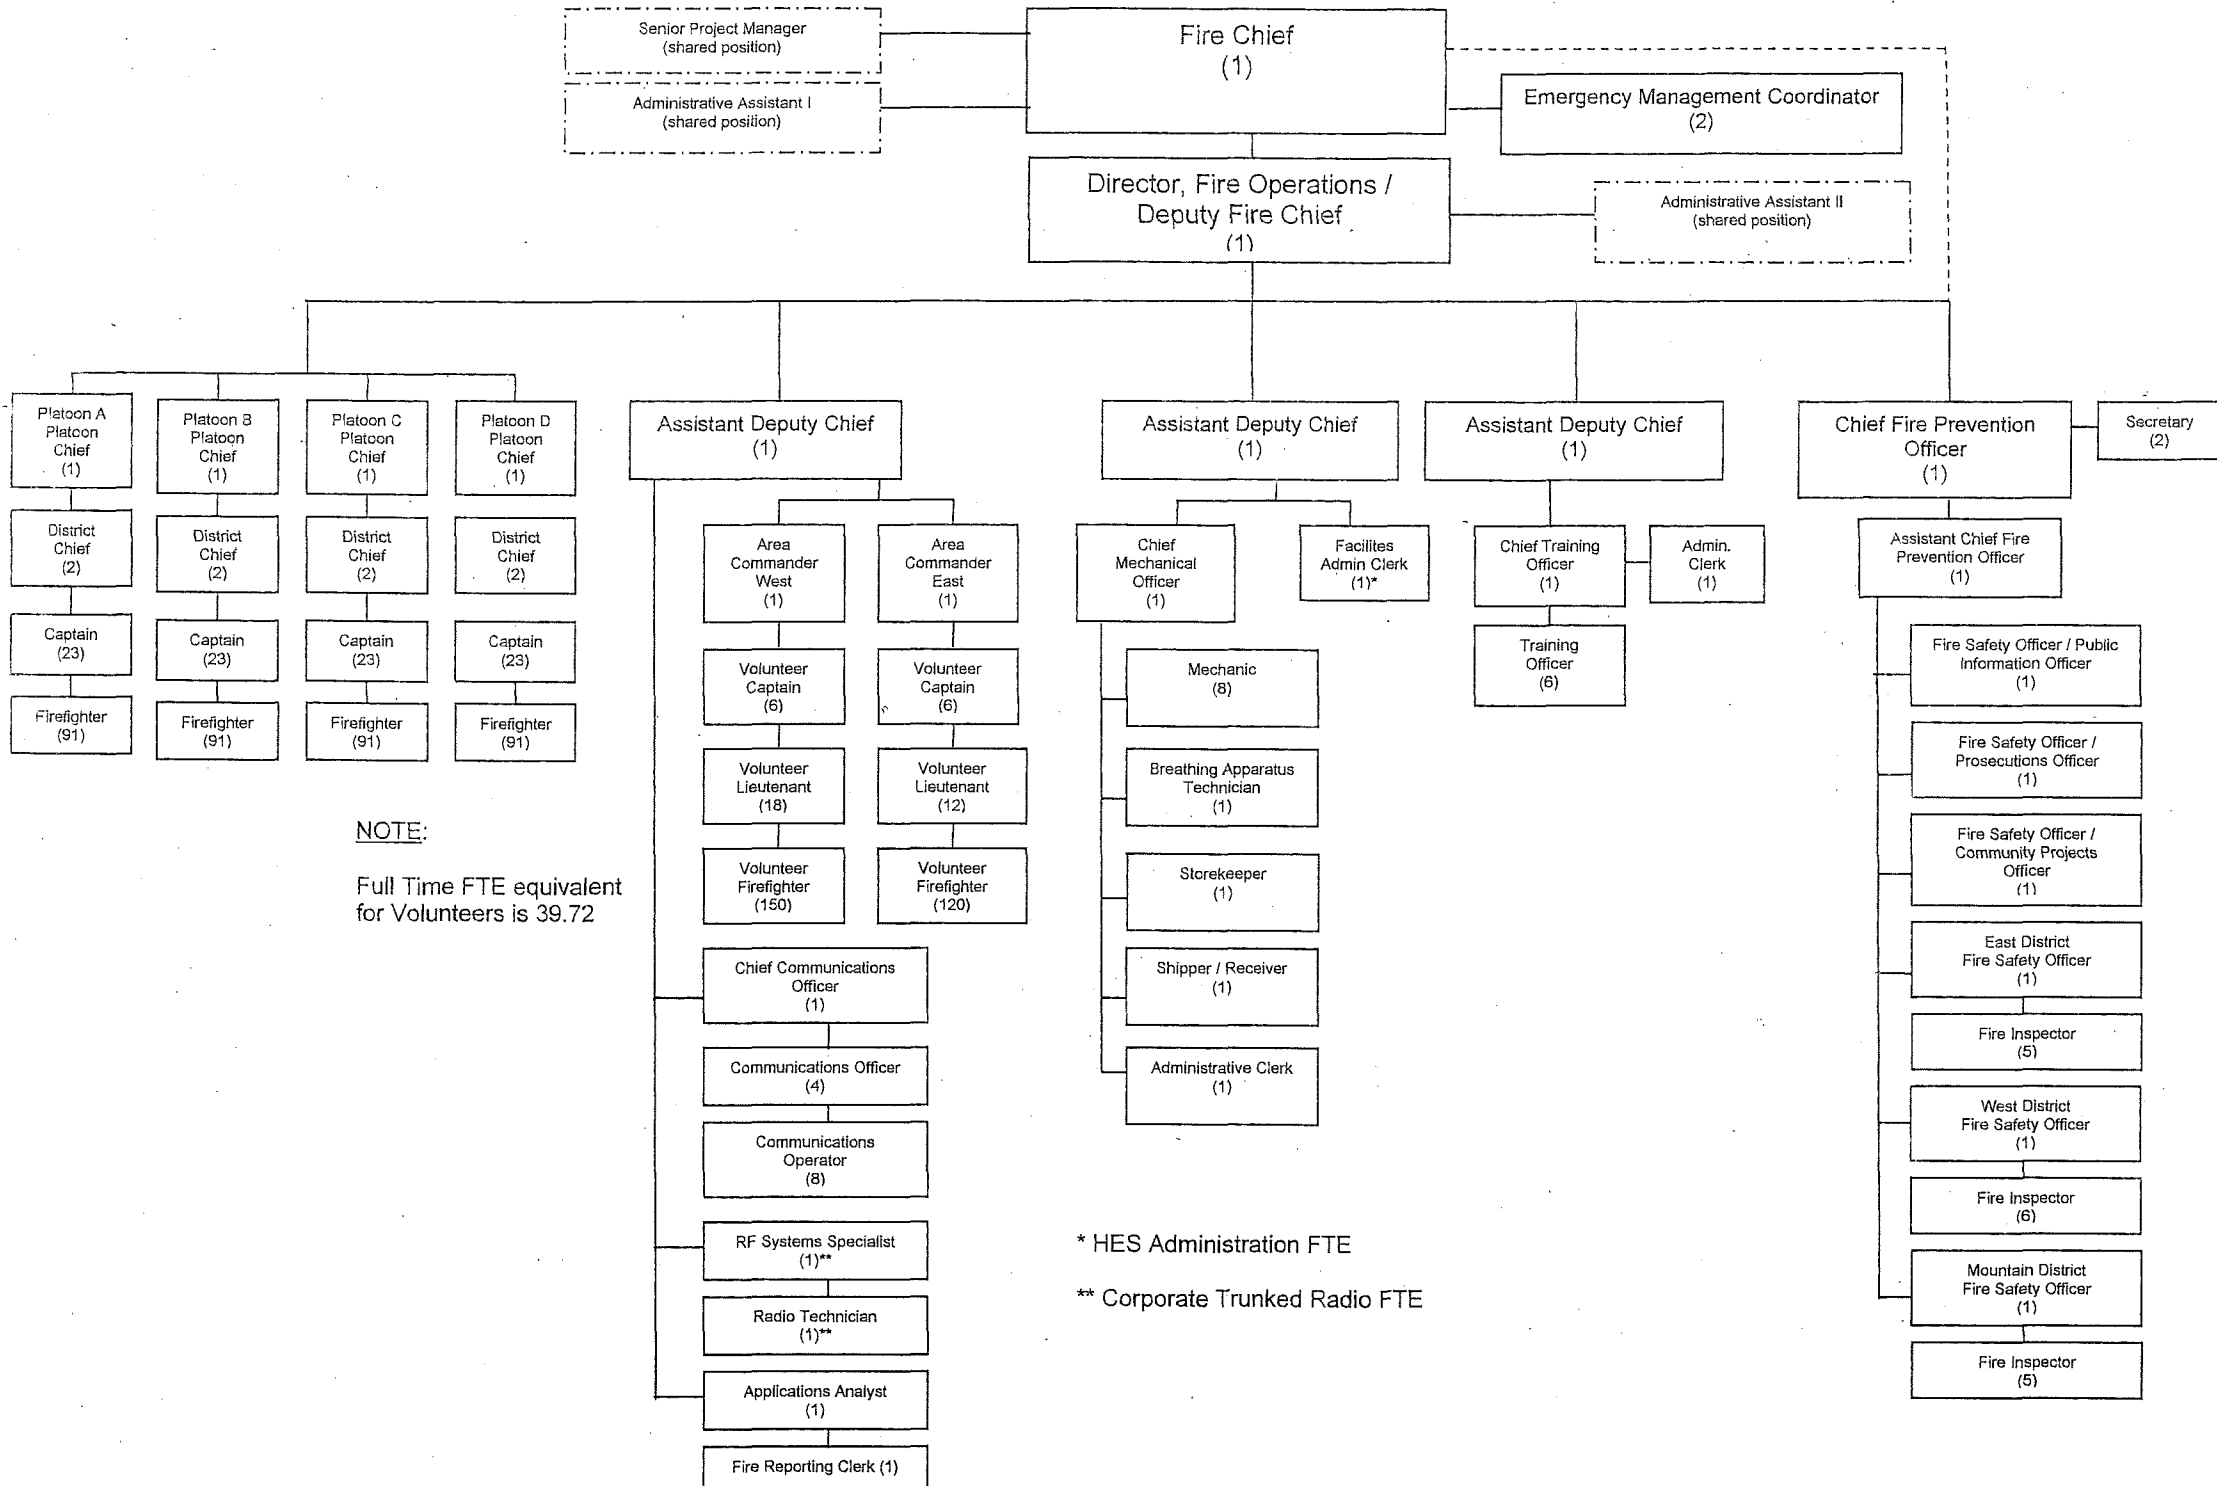 Senior Project Manager
(shared position)
Administrative Assistant I
(shared position)
Fire Chief
(1)
Emergency Management Coordinator
(2)
Director, Fire Operations /
Deputy Fire Chief
(1)
Administrative Assistant II
(shared position)
Platoon A
Platoon
Chief
(1)
District
Chief
(2)
Captain
(23)
Firefighter
(91)
Platoon B
Platoon
Chief
(1)
District
Chief
(2)
Captain
(23)
Firefighter
(91)
Platoon C
Platoon
Chief
(1)
District
Chief
(2)
Captain
(23)
Firefighter
(91)
Platoon D
Platoon
Chief
(1)
District
Chief
(2)
Captain
(23)
Firefighter
(91)
NOTE:
Full Time FTE equivalent
for Volunteers is 39.72
Assistant Deputy Chief
(1)
Area
Commander
West
(1)
Volunteer
Captain
(6)
Volunteer
Lieutenant
(18)
Volunteer
Firefighter
(150)
Area
Commander
East
(1)
Volunteer
Captain
(6)
Volunteer
Lieutenant
(12)
Volunteer
Firefighter
(120)
Chief Communications
Officer
(1)
Communications Officer
(4)
Communications
Operator
(8)
RF Systems Specialist
(1)**
Radio Technician
(1)**
Applications Analyst
(1)
Fire Reporting Clerk (1)
Assistant Deputy Chief
(1)
Chief
Mechanical
Officer
(1)
Facilites
Admin Clerk
(1)*
Mechanic
(8)
Breathing Apparatus
Technician
(1)
Storekeeper
(1)
Shipper / Receiver
(1)
Administrative Clerk
(1)
* HES Administration FTE
** Corporate Trunked Radio FTE
Assistant Deputy Chief
(1)
Chief Training
Officer
(1)
Admin.
Clerk
(1)
Training
Officer
(6)
Chief Fire Prevention
Officer
(1)
Secretary
(2)
Assistant Chief Fire
Prevention Officer
(1)
Fire Safety Officer / Public
Information Officer
(1)
Fire Safety Officer /
Prosecutions Officer
(1)
Fire Safety Officer /
Community Projects
Officer
(1)
East District
Fire Safety Officer
(1)
Fire Inspector
(5)
West District
Fire Safety Officer
(1)
Fire Inspector
(6)
Mountain District
Fire Safety Officer
(1)
Fire Inspector
(5)